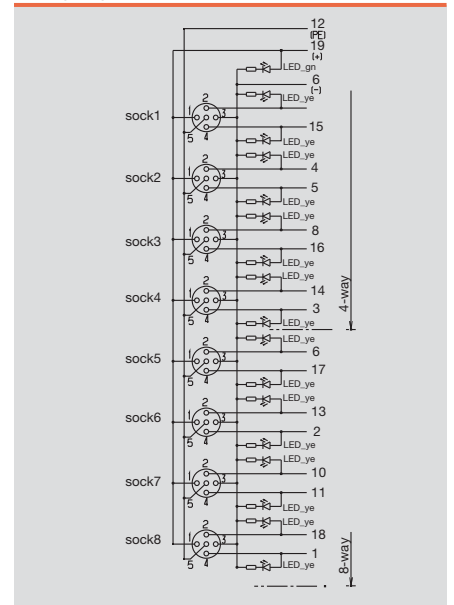 12
(PE)
19
(+)
LED_gn
6
(-)
LED_ye
sock1 1 2 3 4 5
15
LED_ye
LED_ye
4
sock2 1 2 3 4 5
5
LED_ye
LED_ye
8
sock3 1 2 3 4 5
16
LED_ye
LED_ye
14
sock4 1 2 3 4 5
3
LED_ye
4-way
LED_ye
6
sock5 1 2 3 4 5
17
LED_ye
LED_ye
13
sock6 1 2 3 4 5
2
LED_ye
LED_ye
10
sock7 1 2 3 4 5
11
LED_ye
LED_ye
18
sock8 1 2 3 4 5
1
LED_ye
8-way